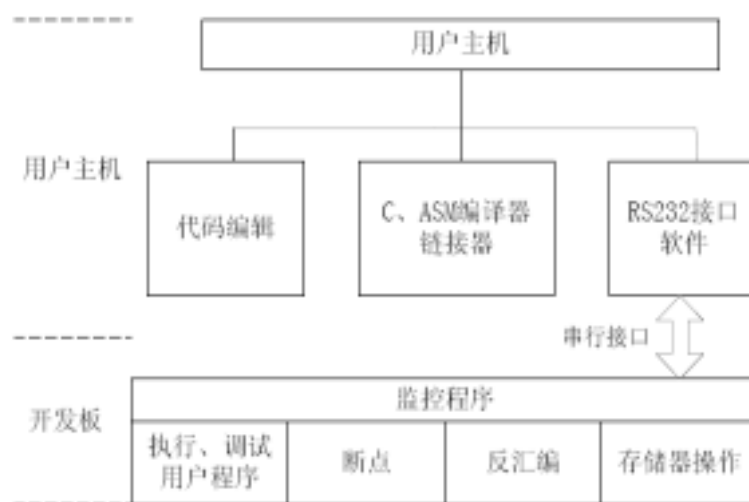 用户主机
用户主机
代码编辑
C、ASM编译器
链接器
RS232接口
软件
串行接口
开发板
监控程序
执行、调试
用户程序
断点
反汇编
存储器操作